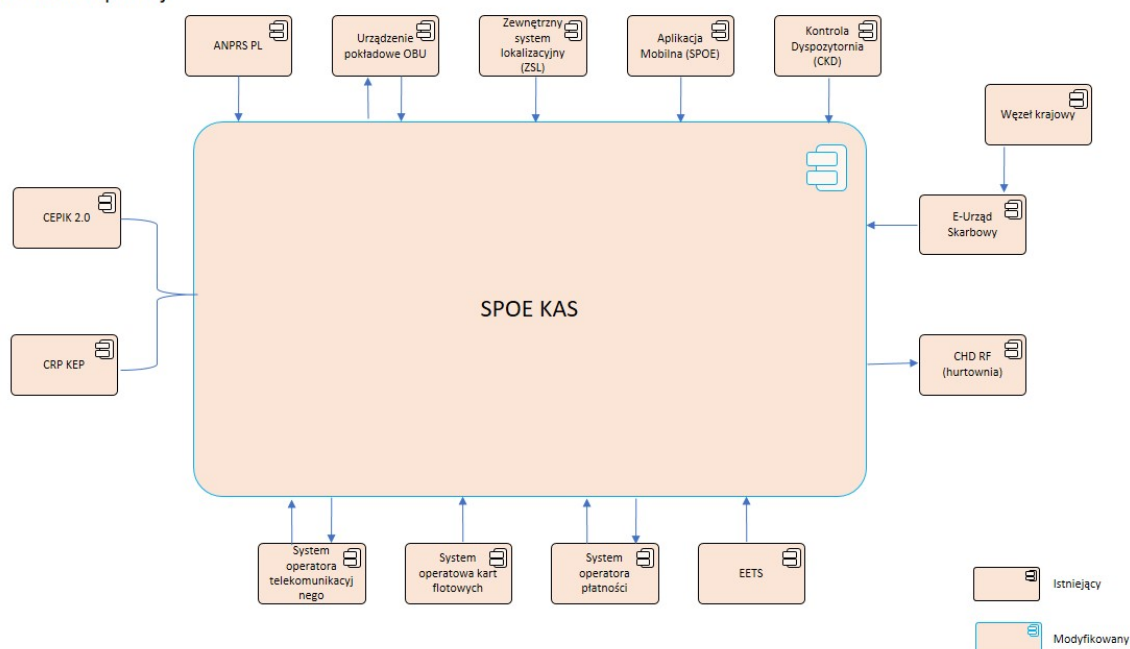 ANPRS PL
Urządzenie
pokładowe OBU
Zewnętrzny
system
lokalizacyjny
(ZSL)
Aplikacja
Mobilna (SPOE)
Kontrola
Dyspozytornia
(CKD)
Węzeł krajowy
CEPIK 2.0
E-Urząd
Skarbowy
SPOE KAS
CRP KEP
CHD RF
(hurtownia)
System
operatora
telekomunikacyj
nego
System
operatowa kart
flotowych
System
operatora
płatności
EETS
Istniejący
Modyfikowany